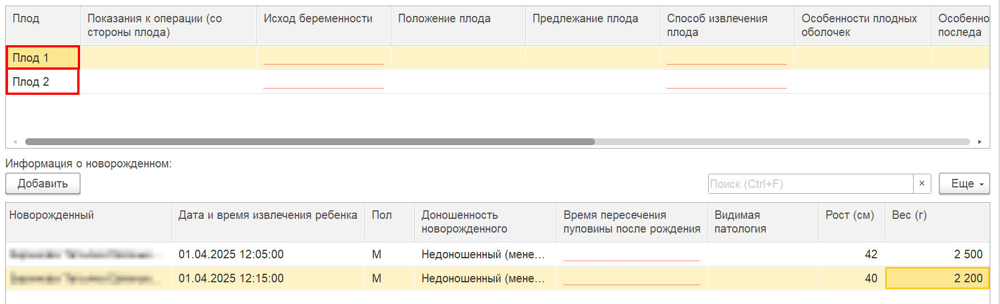 Плод Показания к операции (со Исход беременности Положение плода Предлежание плода Способ извлечения Особенности плодных Особенно
стороны плода) плода оболочек последа
Плод 1
Плод 2
Информация о новорожденном:
Добавить Поиск (Ctrl+F) × Еще
Новорожденный Дата и время извлечения ребенка Пол Доношенность Время пересечения Видимая Рост (см) Вес (г)
новорожденного пуповины после рождения патология
01.04.2025 12:05:00 М Недоношенный (мене... 42 2 500
01.04.2025 12:15:00 М Недоношенный (мене... 40 2 200